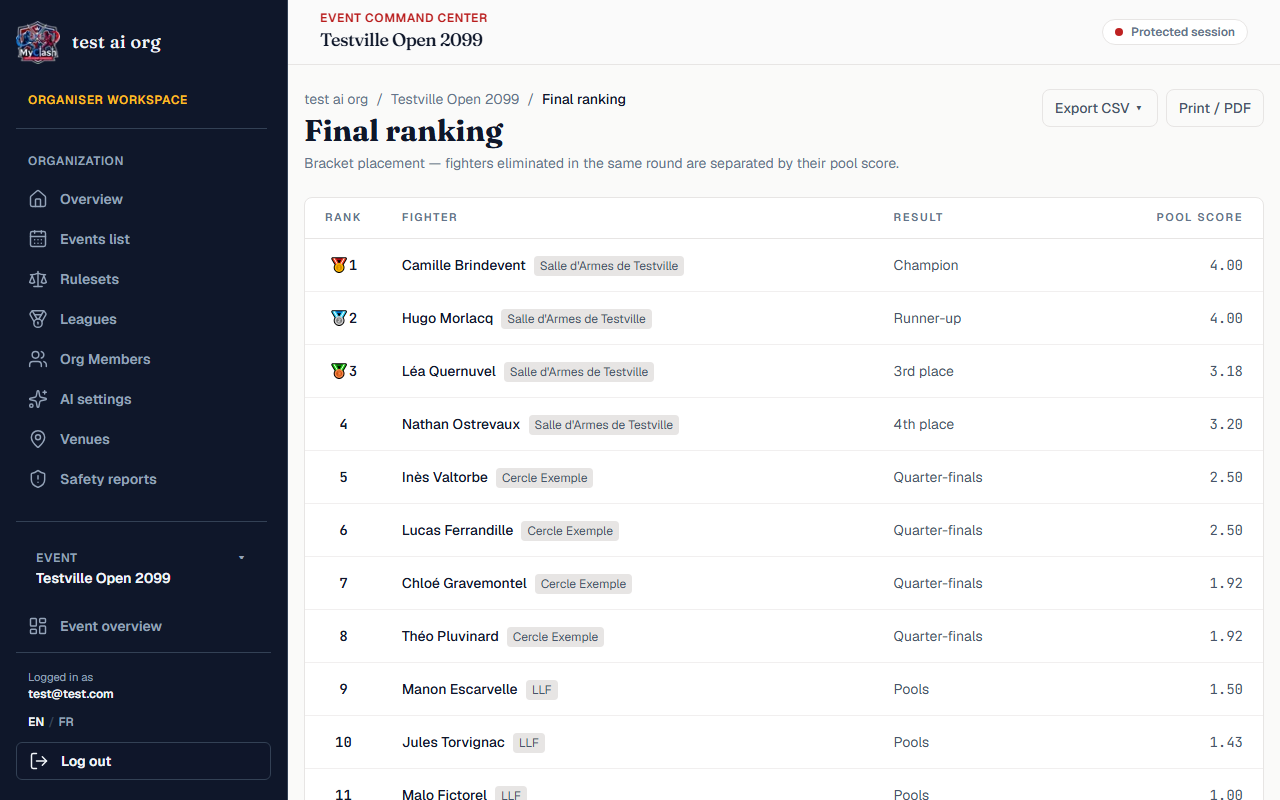 MyClash
test ai org
ORGANISER WORKSPACE
ORGANIZATION
Overview
Events list
Rulesets
Leagues
Org Members
AI settings
Venues
Safety reports
EVENT
Testville Open 2099
Event overview
Logged in as
test@test.com
EN / FR
Log out
EVENT COMMAND CENTER
Testville Open 2099
Protected session
test ai org / Testville Open 2099 / Final ranking
Final ranking
Bracket placement — fighters eliminated in the same round are separated by their pool score.
Export CSV
Print / PDF
RANK FIGHTER RESULT POOL SCORE
1 Camille Brindevent Salle d'Armes de Testville Champion 4.00
2 Hugo Morlacq Salle d'Armes de Testville Runner-up 4.00
3 Léa Quernuvel Salle d'Armes de Testville 3rd place 3.18
4 Nathan Ostrevaux Salle d'Armes de Testville 4th place 3.20
5 Inès Valtorbe Cercle Exemple Quarter-finals 2.50
6 Lucas Ferrandille Cercle Exemple Quarter-finals 2.50
7 Chloé Gravemontel Cercle Exemple Quarter-finals 1.92
8 Théo Pluvinard Cercle Exemple Quarter-finals 1.92
9 Manon Escarvelle LLF Pools 1.50
10 Jules Torvignac LLF Pools 1.43
11 Malo Fictorel LLF Pools 1.00